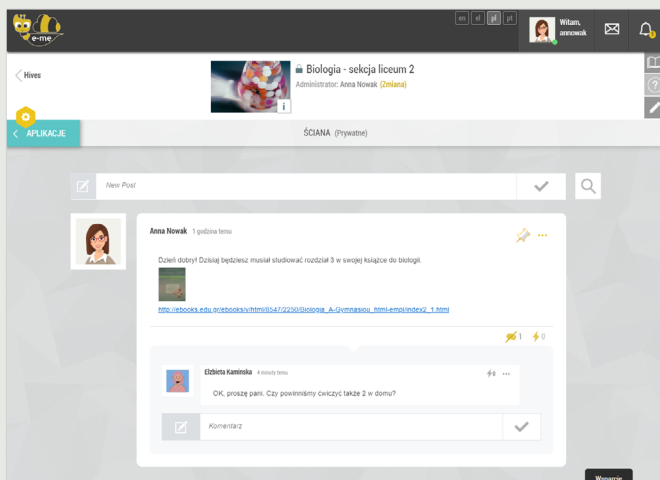 e-me
en el pl pt
Witam,
annowak
Hives
Biologia - sekcja liceum 2
Administrator: Anna Nowak (Zmiana)
i
APLIKACJE
ŚCIANA (Prywatne)
New Post
Anna Nowak 1 godzina temu
Dzień dobry! Dzisiaj będziesz musiał studiować rozdział 3 w swojej książce do biologii.
http://ebooks.edu.gr/ebooks/v/html/8547/2250/Biologia_A-Gymnasiou_html-empl/index2_1.html
1 0
Elżbieta Kaminska 4 minuty temu
OK, proszę pani. Czy powinniśmy ćwiczyć także 2 w domu?
Komentarz
Wsparcie